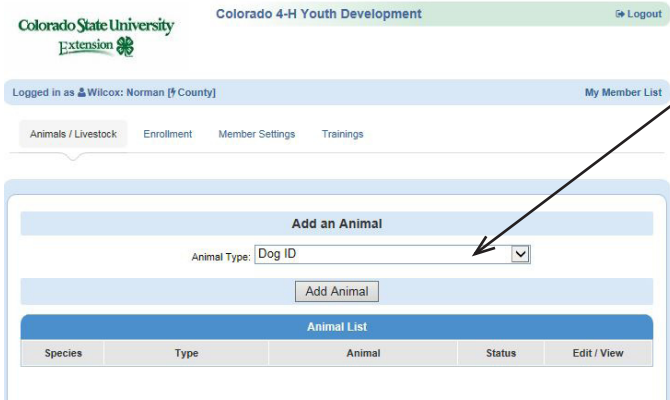 Colorado State University
Extension
Colorado 4-H Youth Development
Logout
Logged in as Wilcox: Norman [County]
My Member List
Animals / Livestock Enrollment Member Settings Trainings
Add an Animal
Animal Type: Dog ID
Add Animal
Animal List
Species Type Animal Status Edit / View